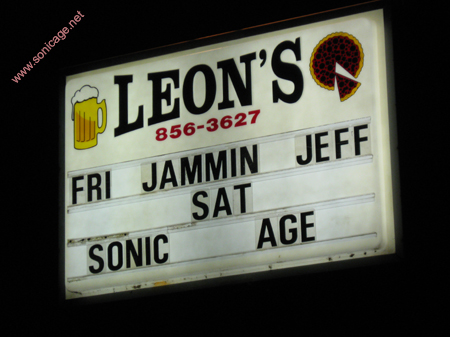 www.sonicage.net
LEON'S
856-3627
FRI JAMMIN JEFF
SAT
SONIC AGE